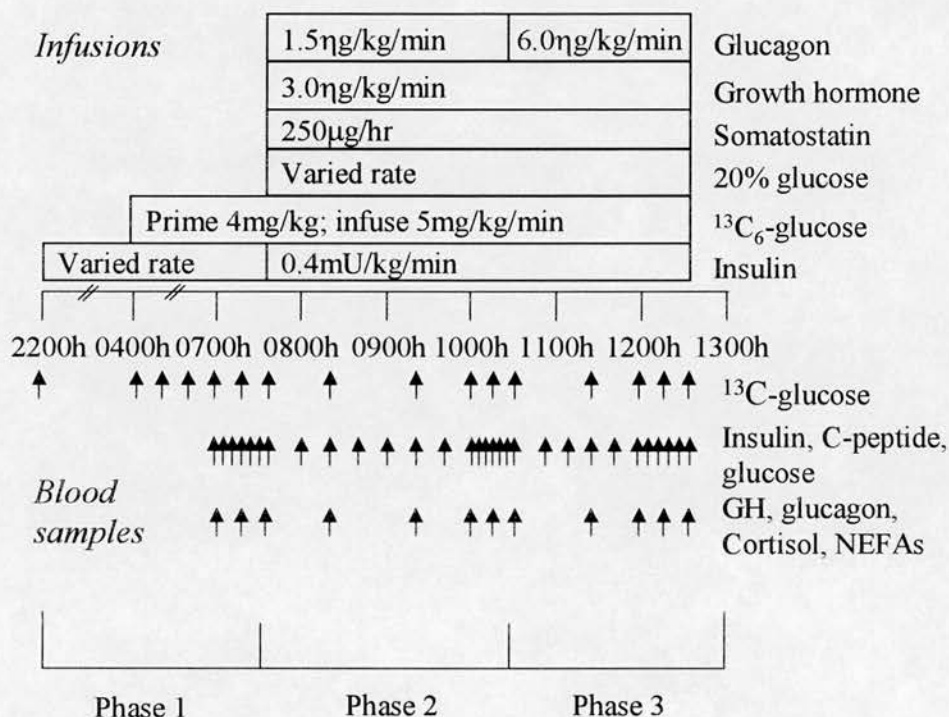 Infusions
1.5ηg/kg/min 6.0ηg/kg/min Glucagon
3.0ηg/kg/min Growth hormone
250μg/hr Somatostatin
Varied rate 20% glucose
Prime 4mg/kg; infuse 5mg/kg/min ¹³C₆-glucose
Varied rate 0.4mU/kg/min Insulin
2200h 0400h 0700h 0800h 0900h 1000h 1100h 1200h 1300h
¹³C-glucose
Insulin, C-peptide,
glucose
Blood
samples
GH, glucagon,
Cortisol, NEFAs
Phase 1 Phase 2 Phase 3